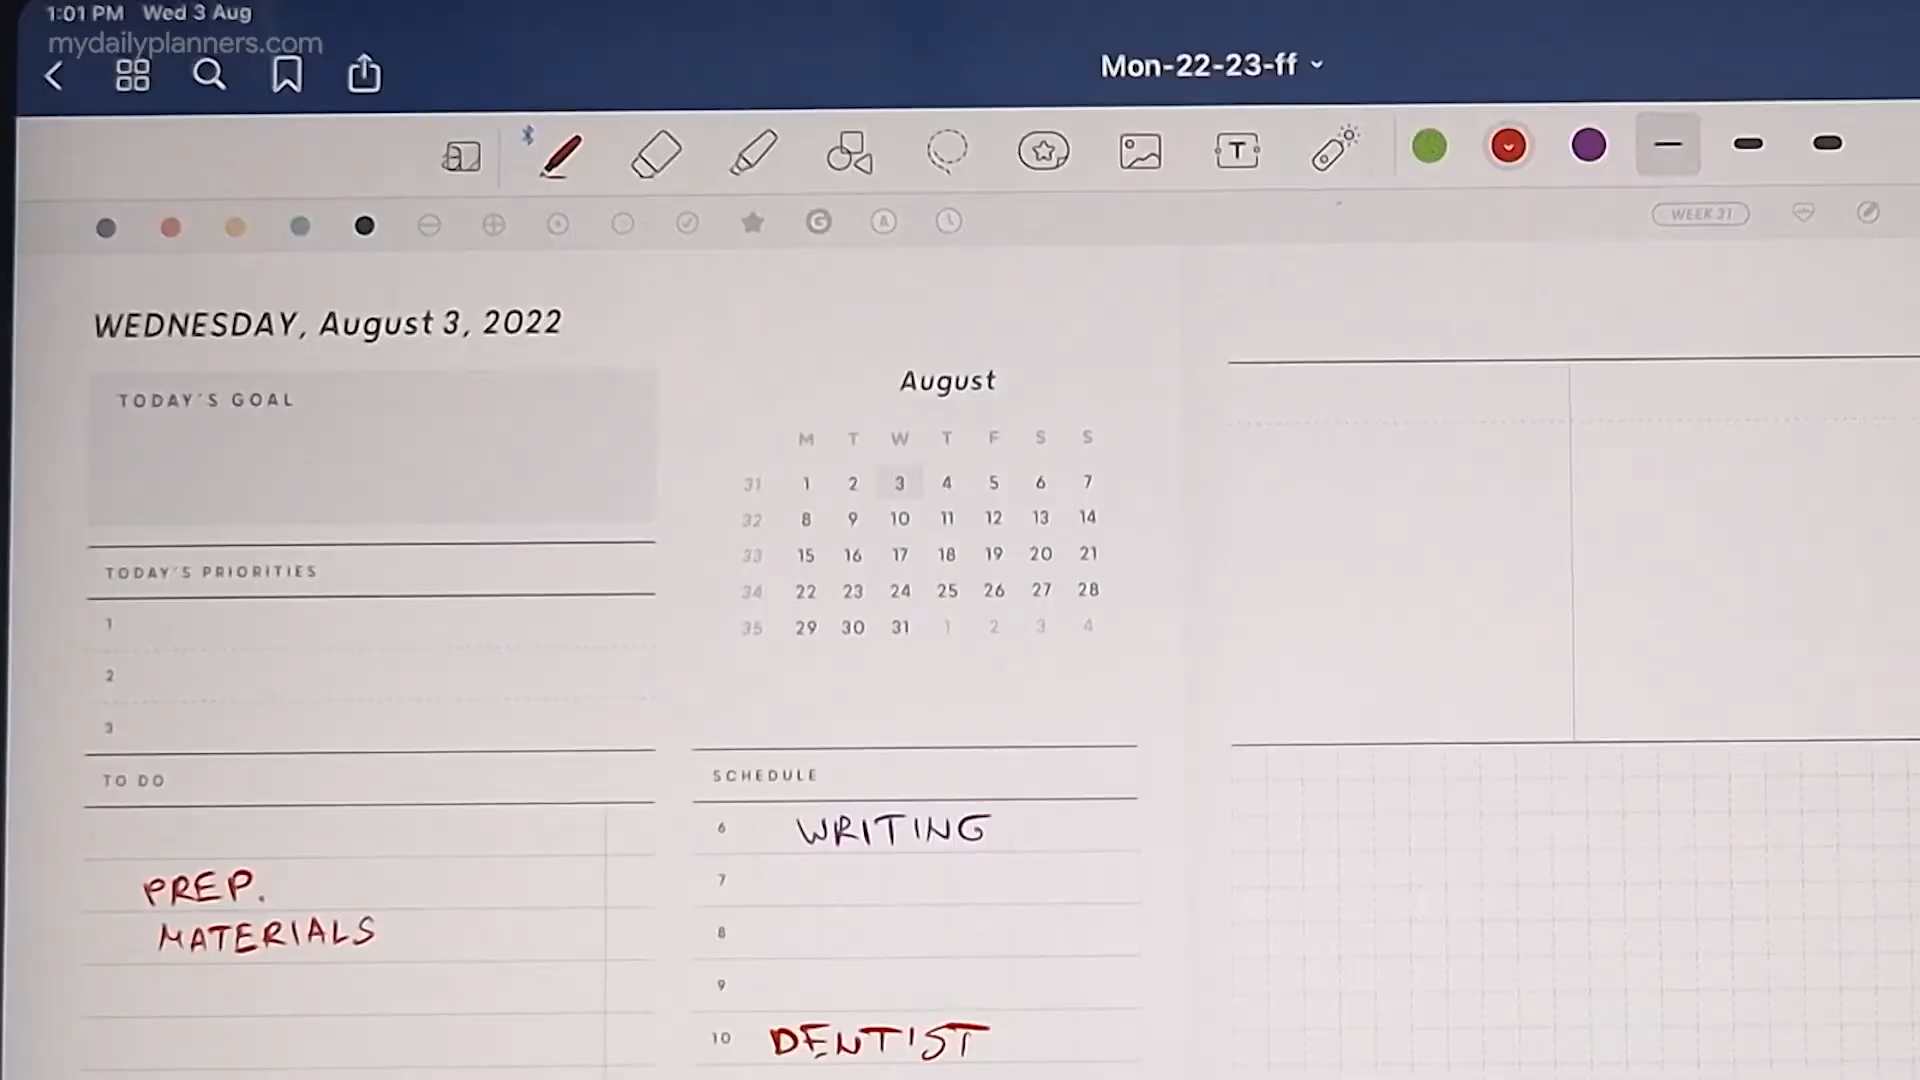 1:01 PM Wed 3 Aug
mydailyplanners.com
Mon-22-23-ff
T
G A
WEEK 31
WEDNESDAY, August 3, 2022
TODAY'S GOAL
August
M T W T F S S
31 1 2 3 4 5 6 7
32 8 9 10 11 12 13 14
33 15 16 17 18 19 20 21
34 22 23 24 25 26 27 28
35 29 30 31 1 2 3 4
TODAY'S PRIORITIES
1
2
3
TO DO
PREP.
MATERIALS
SCHEDULE
6 WRITING
7
8
9
10 DENTIST